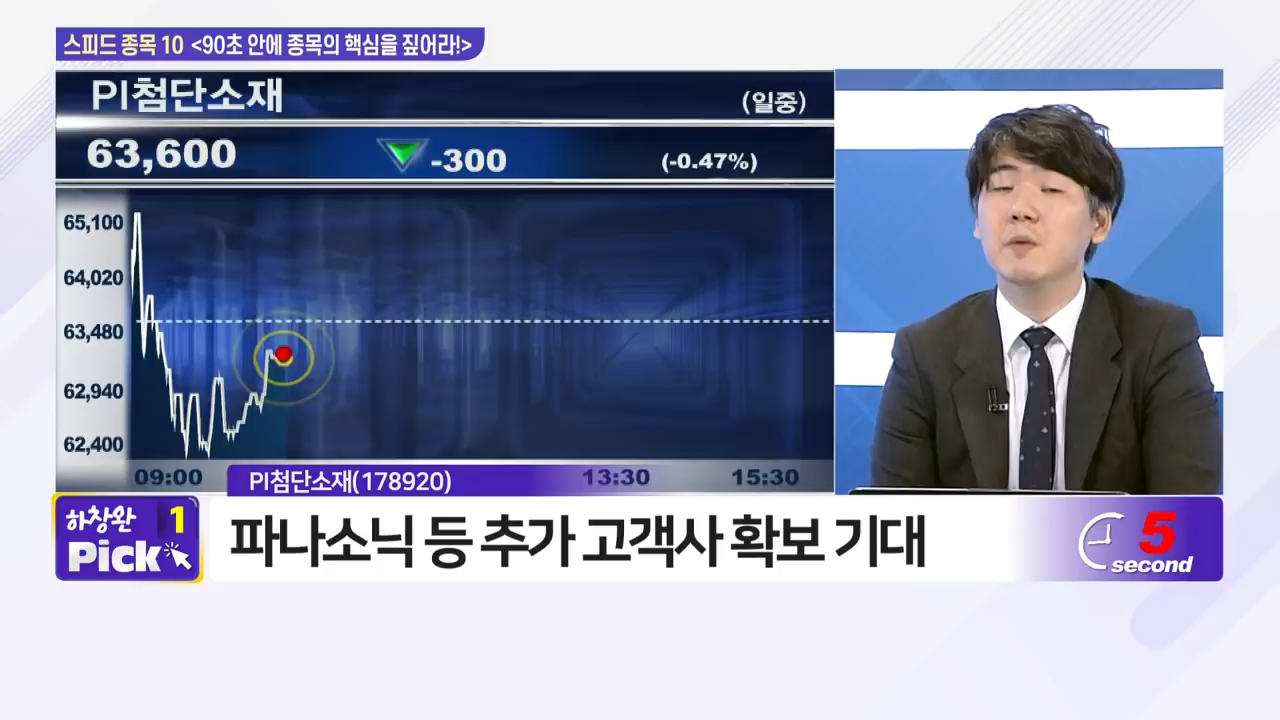 스피드 종목 10 <90초 안에 종목의 핵심을 짚어라!>
PI첨단소재
(일중)
63,600 -300 (-0.47%)
65,100
64,020
63,480
62,940
62,400
09:00 13:30 15:30
PI첨단소재(178920)
하창완 1
Pick
파나소닉 등 추가 고객사 확보 기대
5
second